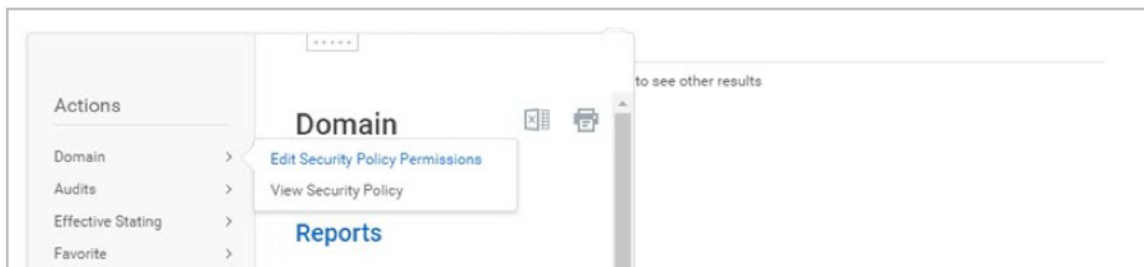 to see other results
Actions
Domain
Domain
Edit Security Policy Permissions
Audits
View Security Policy
Effective Stating
Reports
Favorite